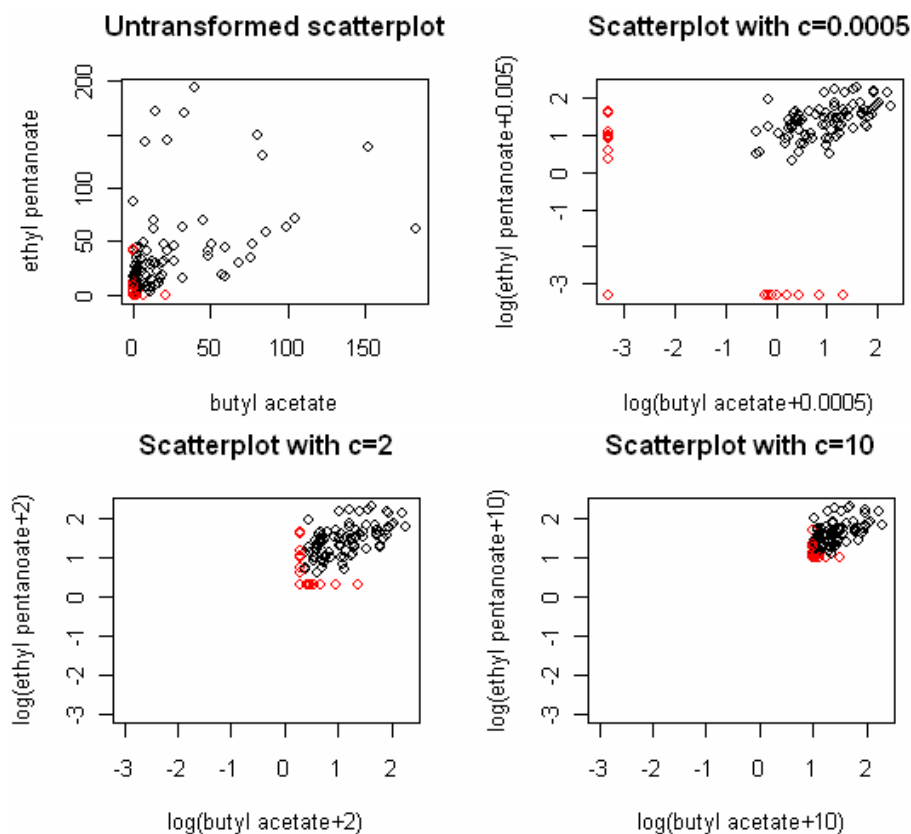 Untransformed scatterplot
ethyl pentanoate
200
100
50
0
0 50 100 150
butyl acetate
Scatterplot with c=0.0005
log(ethyl pentanoate+0.005)
2
1
0
-1
-3
-3 -2 -1 0 1 2
log(butyl acetate+0.0005)
Scatterplot with c=2
log(ethyl pentanoate+2)
2
1
0
-1
-2
-3
-3 -2 -1 0 1 2
log(butyl acetate+2)
Scatterplot with c=10
log(ethyl pentanoate+10)
2
1
0
-1
-2
-3
-3 -2 -1 0 1 2
log(butyl acetate+10)